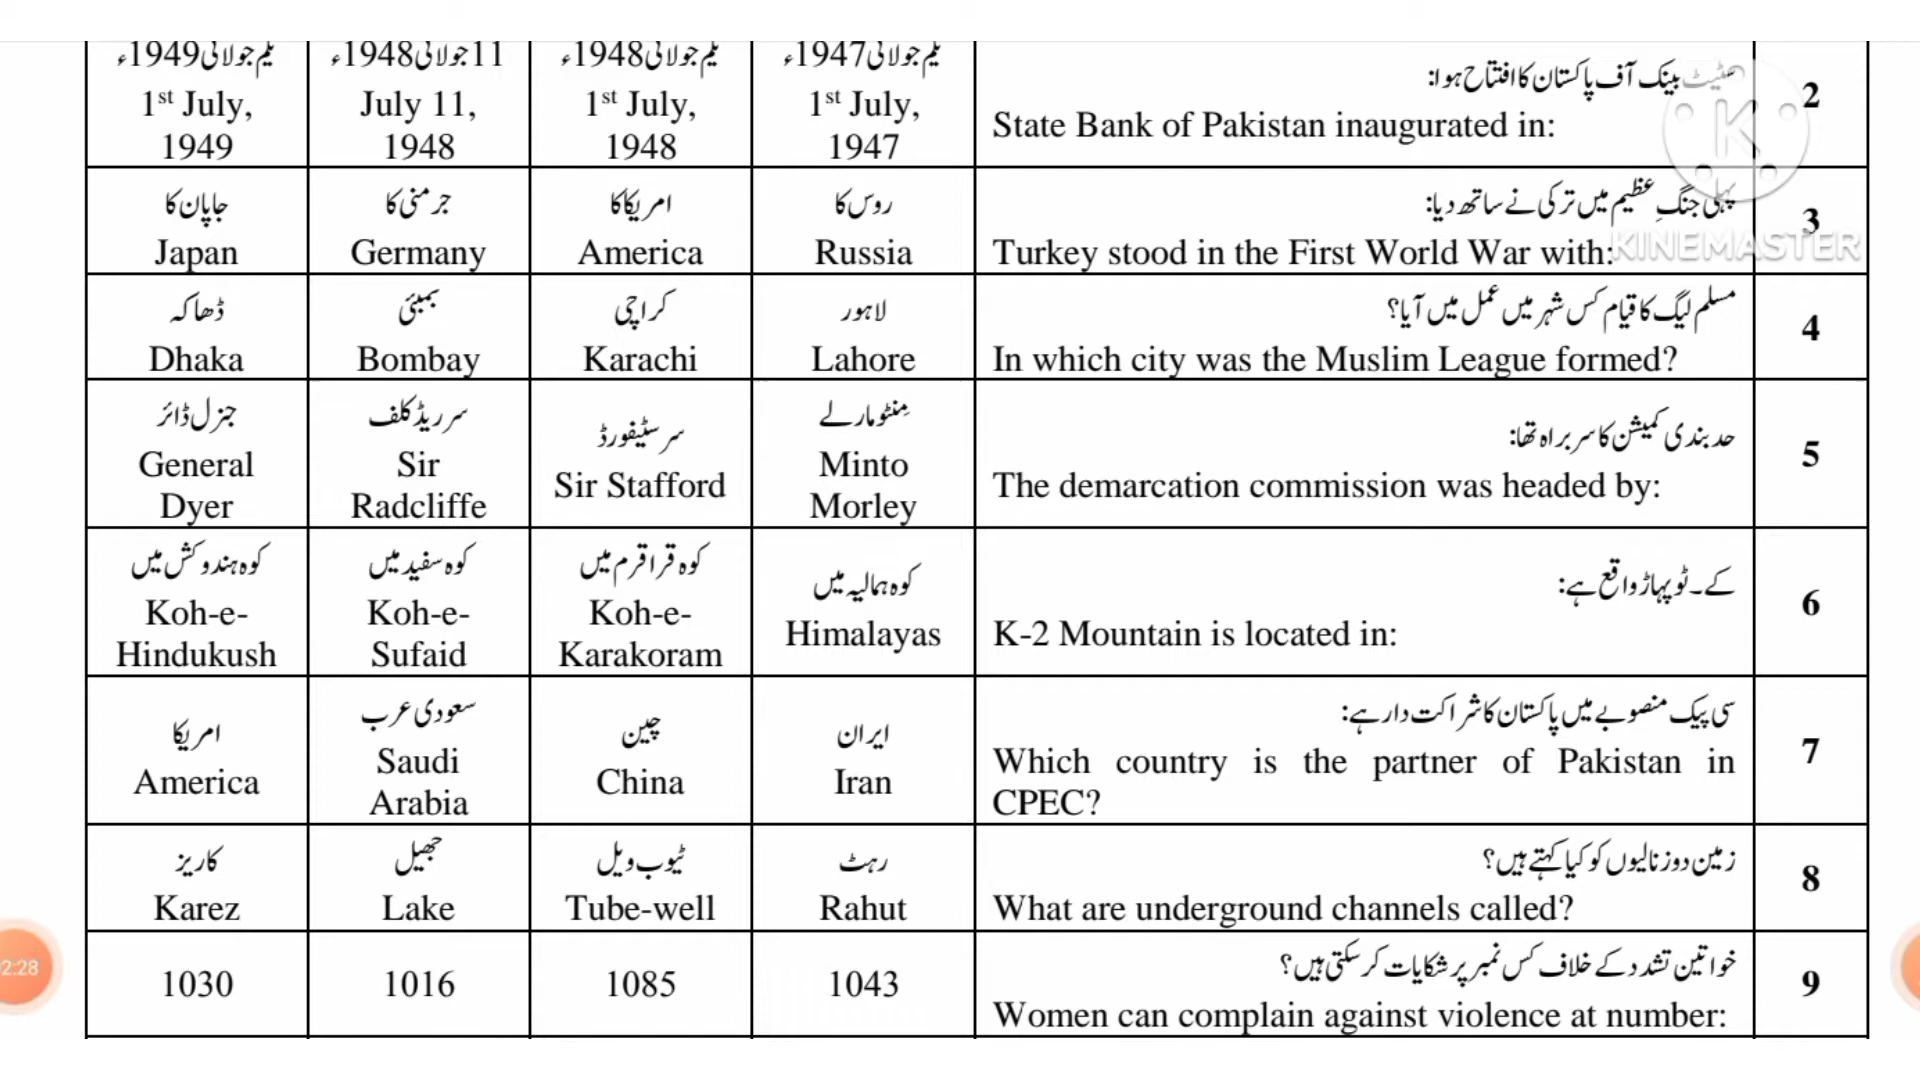 یکم جولائی 1949ء
1st July,
1949
11 جولائی 1948ء
July 11,
1948
یکم جولائی 1948ء
1st July,
1948
یکم جولائی 1947ء
1st July,
1947
سٹیٹ بینک آف پاکستان کا افتتاح ہوا:
State Bank of Pakistan inaugurated in:
2
جاپان کا
Japan
جرمنی کا
Germany
امریکا کا
America
روس کا
Russia
پہلی جنگِ عظیم میں ترکی نے ساتھ دیا:
Turkey stood in the First World War with:
3
K
KINEMASTER
ڈھاکہ
Dhaka
بمبئی
Bombay
کراچی
Karachi
لاہور
Lahore
مسلم لیگ کا قیام کس شہر میں عمل میں آیا؟
In which city was the Muslim League formed?
4
جنرل ڈائر
General
Dyer
سر ریڈ کلف
Sir
Radcliffe
سر سٹیفورڈ
Sir Stafford
مِنٹو مارلے
Minto
Morley
حد بندی کمیشن کا سربراہ تھا:
The demarcation commission was headed by:
5
کوہ ہندوکش میں
Koh-e-
Hindukush
کوہ سفید میں
Koh-e-
Sufaid
کوہ قراقرم میں
Koh-e-
Karakoram
کوہ ہمالیہ میں
Himalayas
کے۔ٹو پہاڑ واقع ہے:
K-2 Mountain is located in:
6
امریکا
America
سعودی عرب
Saudi
Arabia
چین
China
ایران
Iran
سی پیک منصوبے میں پاکستان کا شراکت دار ہے:
Which country is the partner of Pakistan in
CPEC?
7
کاریز
Karez
جھیل
Lake
ٹیوب ویل
Tube-well
رہٹ
Rahut
زمین دوز نالیوں کو کیا کہتے ہیں؟
What are underground channels called?
8
1030
1016
1085
1043
خواتین تشدد کے خلاف کس نمبر پر شکایات کر سکتی ہیں؟
Women can complain against violence at number:
9
2:28